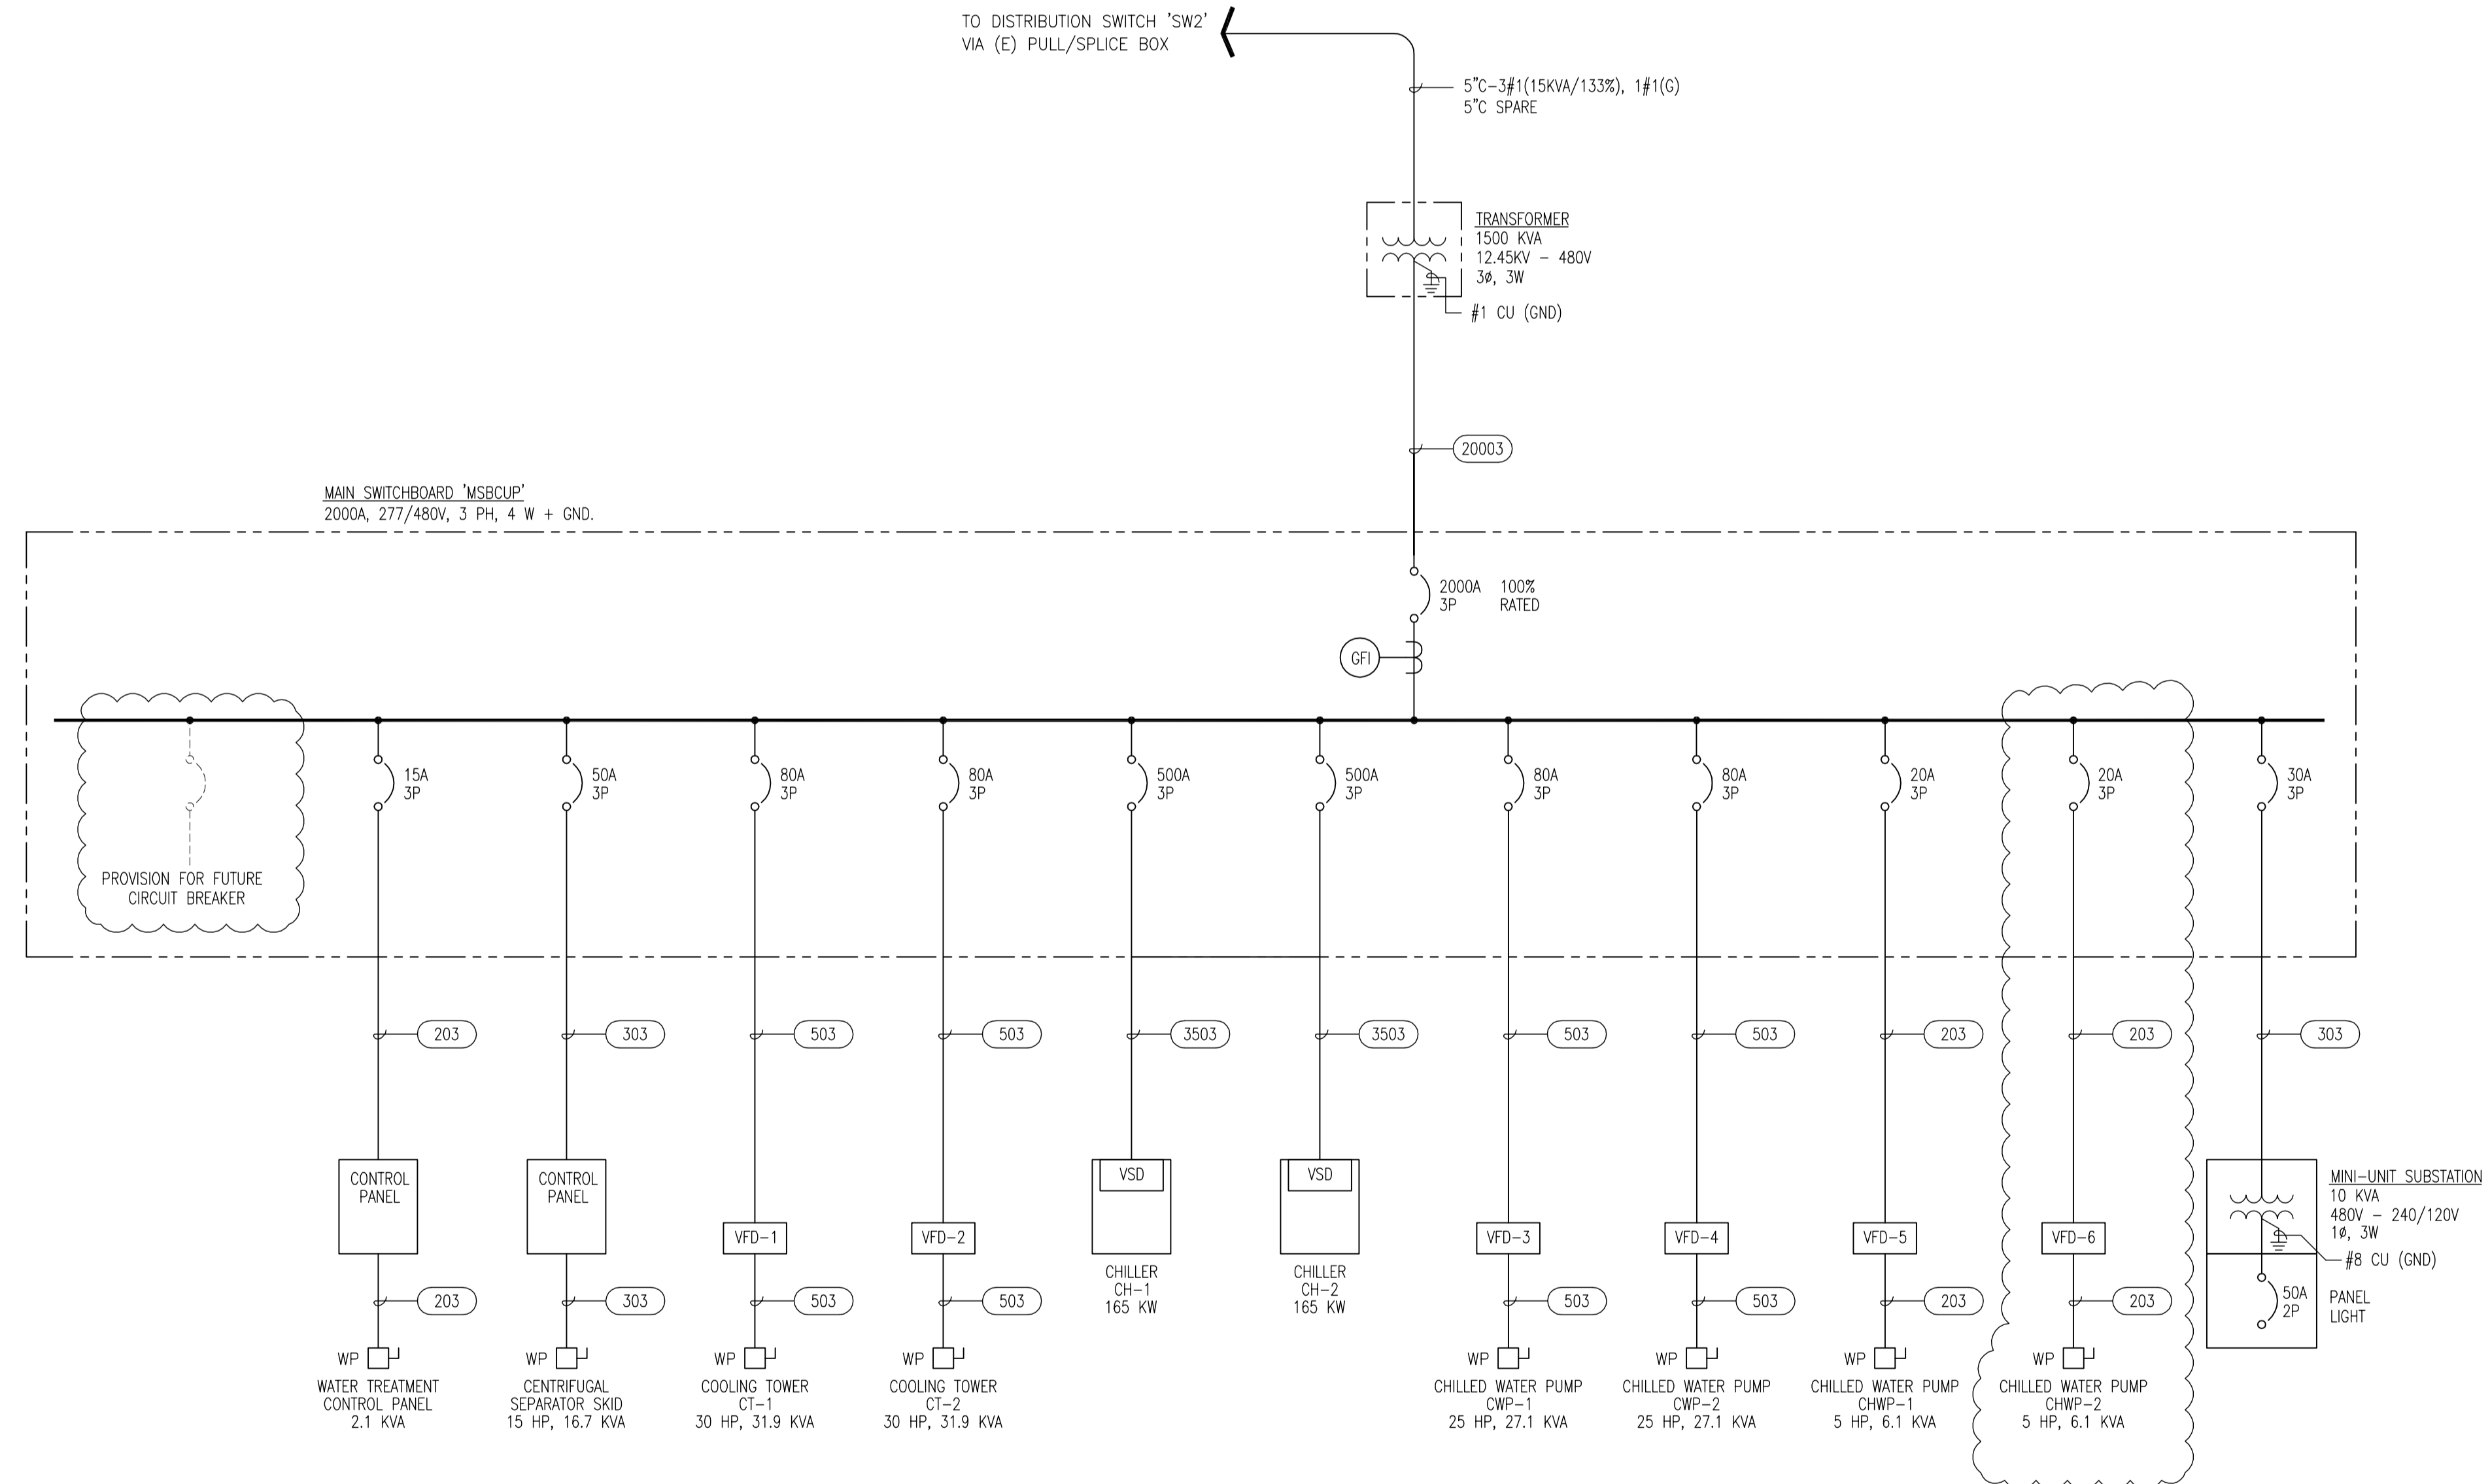 TO DISTRIBUTION SWITCH 'SW2'
VIA (E) PULL/SPLICE BOX
5"C-3#1(15KVA/133%), 1#1(G)
5"C SPARE
TRANSFORMER
1500 KVA
12.45KV - 480V
3ø, 3W
#1 CU (GND)
20003
MAIN SWITCHBOARD 'MSBCUP'
2000A, 277/480V, 3 PH, 4 W + GND.
2000A 100%
3P RATED
GFI
PROVISION FOR FUTURE
CIRCUIT BREAKER
15A
3P
50A
3P
80A
3P
80A
3P
500A
3P
500A
3P
80A
3P
80A
3P
20A
3P
20A
3P
30A
3P
203
303
503
503
3503
3503
503
503
203
203
303
CONTROL
PANEL
CONTROL
PANEL
VFD-1
VFD-2
VSD
VSD
VFD-3
VFD-4
VFD-5
VFD-6
MINI-UNIT SUBSTATION
10 KVA
480V - 240/120V
1ø, 3W
#8 CU (GND)
50A
2P
PANEL
LIGHT
CHILLER
CH-1
165 KW
CHILLER
CH-2
165 KW
203
303
503
503
503
503
203
203
WP
WATER TREATMENT
CONTROL PANEL
2.1 KVA
WP
CENTRIFUGAL
SEPARATOR SKID
15 HP, 16.7 KVA
WP
COOLING TOWER
CT-1
30 HP, 31.9 KVA
WP
COOLING TOWER
CT-2
30 HP, 31.9 KVA
WP
CHILLED WATER PUMP
CWP-1
25 HP, 27.1 KVA
WP
CHILLED WATER PUMP
CWP-2
25 HP, 27.1 KVA
WP
CHILLED WATER PUMP
CHWP-1
5 HP, 6.1 KVA
WP
CHILLED WATER PUMP
CHWP-2
5 HP, 6.1 KVA